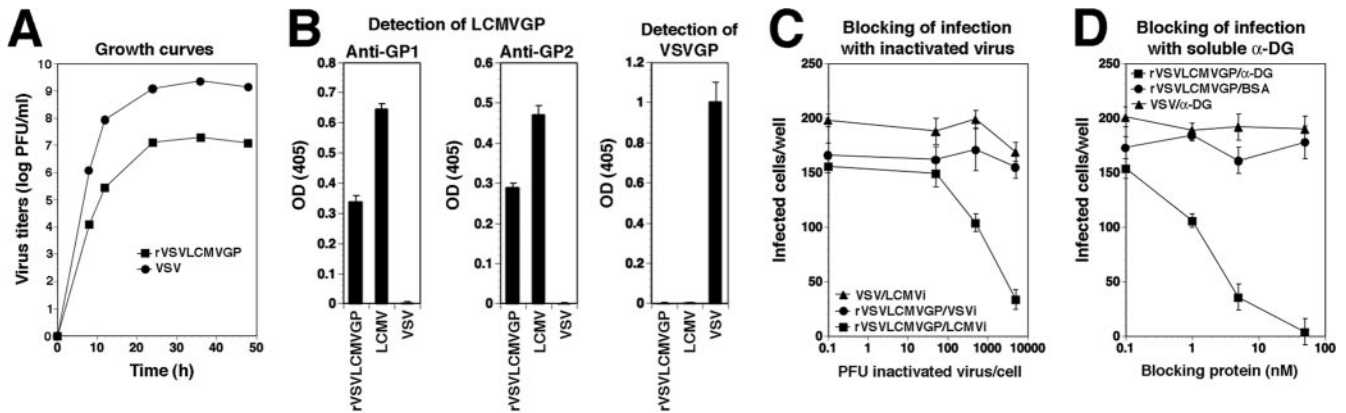 A
Growth curves
Virus titers (log PFU/ml)
10
9
8
7
6
5
4
3
2
1
0
rVSVLCMVGP
VSV
0
10
20
30
40
50
Time (h)
B
Detection of LCMVGP
Anti-GP1
OD (405)
0.8
0.7
0.6
0.5
0.4
0.3
0.2
0.1
0
rVSVLCMVGP
LCMV
VSV
Anti-GP2
OD (405)
0.6
0.5
0.4
0.3
0.2
0.1
0
rVSVLCMVGP
LCMV
VSV
Detection of
VSVGP
OD (405)
1.2
1
0.8
0.6
0.4
0.2
0
rVSVLCMVGP
LCMV
VSV
C
Blocking of infection
with inactivated virus
Infected cells/well
250
200
150
100
50
0
VSV/LCMVi
rVSVLCMVGP/VSVi
rVSVLCMVGP/LCMVi
0.1
1
10
100
1000
10000
PFU inactivated virus/cell
D
Blocking of infection
with soluble α-DG
rVSVLCMVGP/α-DG
rVSVLCMVGP/BSA
VSV/α-DG
Infected cells/well
250
200
150
100
50
0
0.1
1
10
100
Blocking protein (nM)